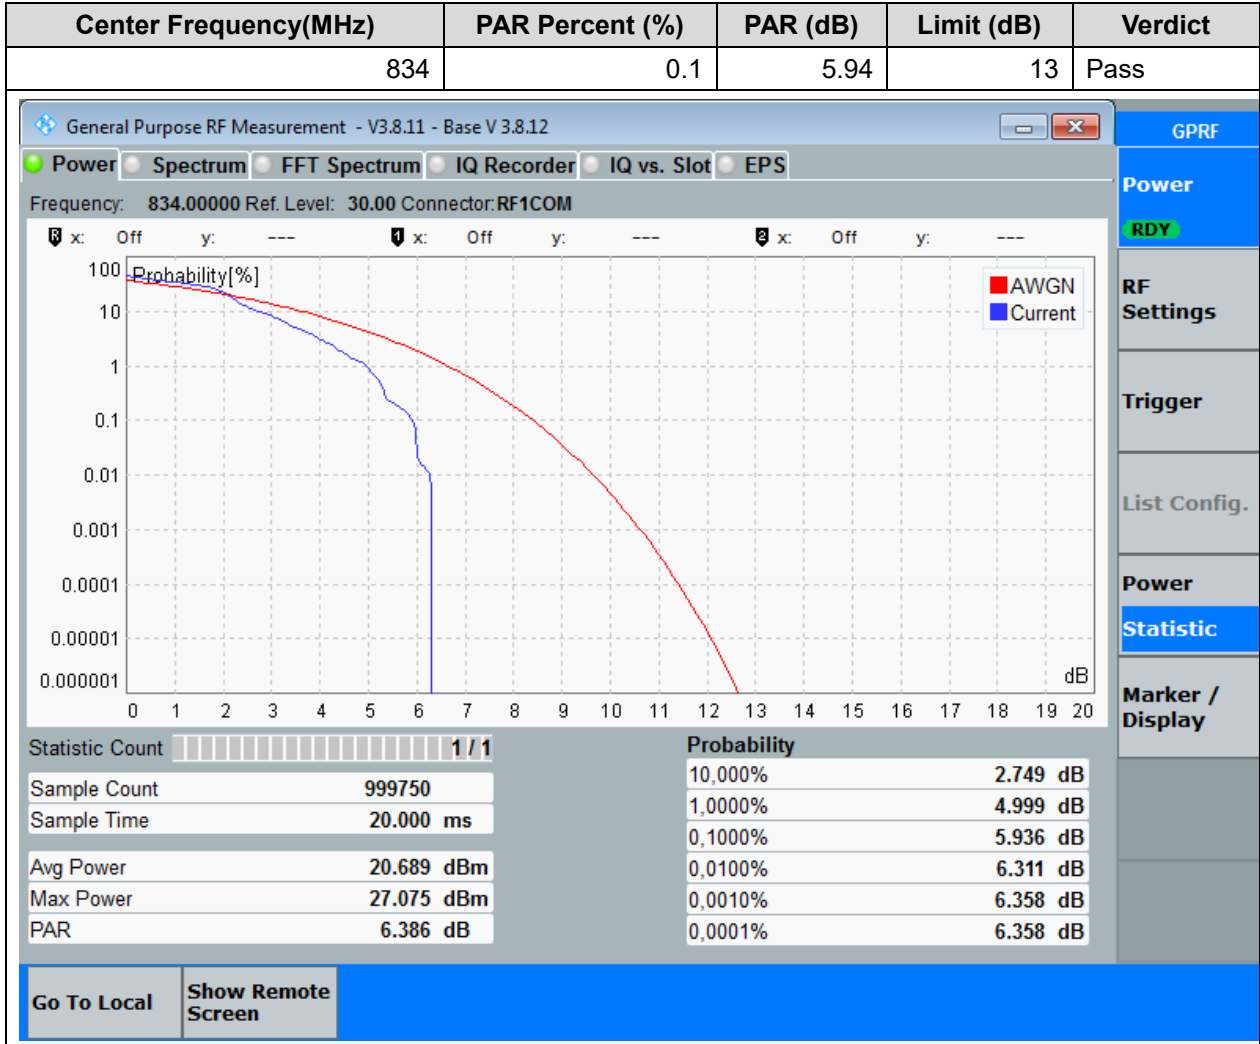 Center Frequency(MHz) PAR Percent (%) PAR (dB) Limit (dB) Verdict
834 0.1 5.94 13 Pass
General Purpose RF Measurement - V3.8.11 - Base V 3.8.12
GPRF
Power Spectrum FFT Spectrum IQ Recorder IQ vs. Slot EPS
Frequency: 834.00000 Ref. Level: 30.00 Connector: RF1COM
R x: Off y: --- 1 x: Off y: --- 2 x: Off y: ---
Probability[%]
AWGN
Current
100
10
1
0.1
0.01
0.001
0.0001
0.00001
0.000001
dB
0 1 2 3 4 5 6 7 8 9 10 11 12 13 14 15 16 17 18 19 20
Statistic Count 1 / 1
Sample Count 999750
Sample Time 20.000 ms
Avg Power 20.689 dBm
Max Power 27.075 dBm
PAR 6.386 dB
Probability
10,000% 2.749 dB
1,0000% 4.999 dB
0,1000% 5.936 dB
0,0100% 6.311 dB
0,0010% 6.358 dB
0,0001% 6.358 dB
Power
RDY
RF
Settings
Trigger
List Config.
Power
Statistic
Marker /
Display
Go To Local
Show Remote
Screen